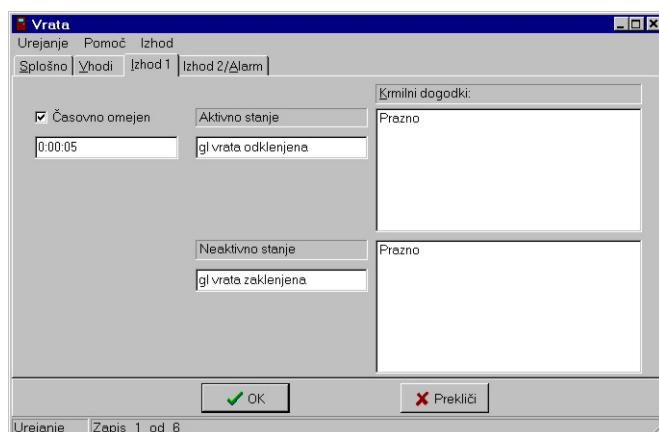 Vrata
Urejanje Pomoč Izhod
Splošno Vhodi Izhod 1 Izhod 2/Alarm
Krmilni dogodki:
Časovno omejen Aktivno stanje Prazno
0:00:05 gl vrata odklenjena
Neaktivno stanje Prazno
gl vrata zaklenjena
OK Prekliči
Urejanje Zapis 1 od 6